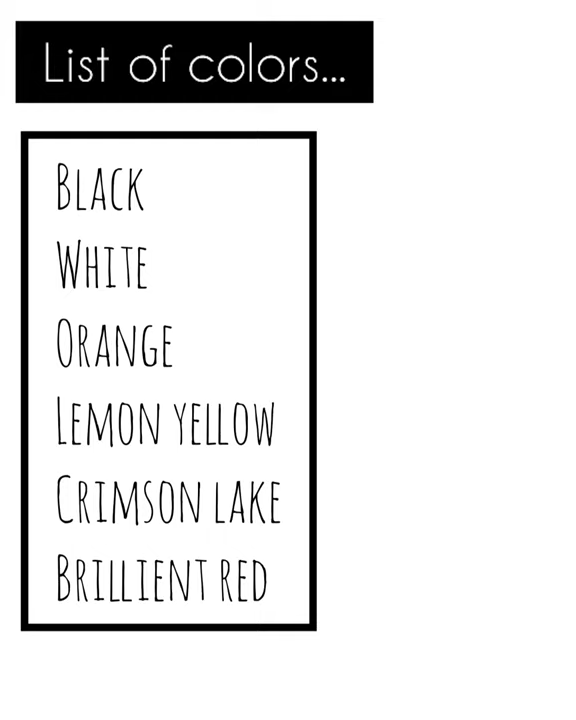 List of colors...
Black
White
Orange
Lemon yellow
Crimson lake
Brillient red